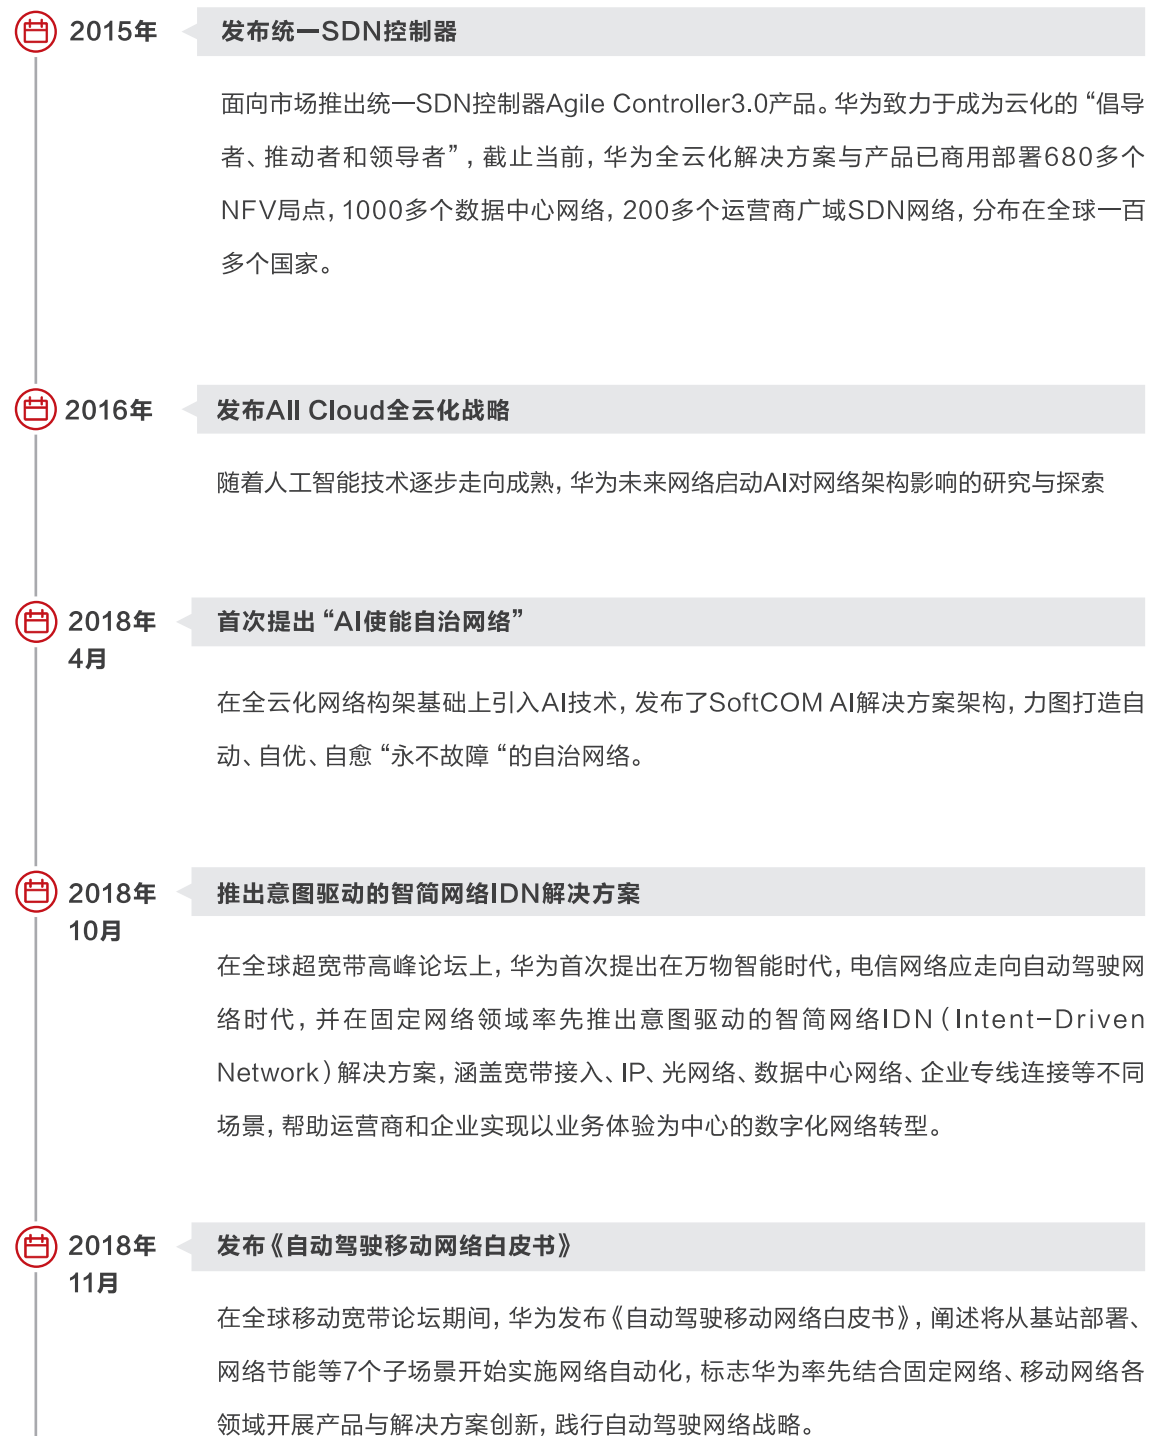 2015年
发布统一SDN控制器
面向市场推出统一SDN控制器Agile Controller3.0产品。华为致力于成为云化的“倡导
者、推动者和领导者”，截止当前，华为全云化解决方案与产品已商用部署680多个
NFV局点，1000多个数据中心网络，200多个运营商广域SDN网络，分布在全球一百
多个国家。
2016年
发布All Cloud全云化战略
随着人工智能技术逐步走向成熟，华为未来网络启动AI对网络架构影响的研究与探索
2018年
4月
首次提出“AI使能自治网络”
在全云化网络构架基础上引入AI技术，发布了SoftCOM AI解决方案架构，力图打造自
动、自优、自愈“永不故障“的自治网络。
2018年
10月
推出意图驱动的智简网络IDN解决方案
在全球超宽带高峰论坛上，华为首次提出在万物智能时代，电信网络应走向自动驾驶网
络时代，并在固定网络领域率先推出意图驱动的智简网络IDN（Intent-Driven
Network）解决方案，涵盖宽带接入、IP、光网络、数据中心网络、企业专线连接等不同
场景，帮助运营商和企业实现以业务体验为中心的数字化网络转型。
2018年
11月
发布《自动驾驶移动网络白皮书》
在全球移动宽带论坛期间，华为发布《自动驾驶移动网络白皮书》，阐述将从基站部署、
网络节能等7个子场景开始实施网络自动化，标志华为率先结合固定网络、移动网络各
领域开展产品与解决方案创新，践行自动驾驶网络战略。